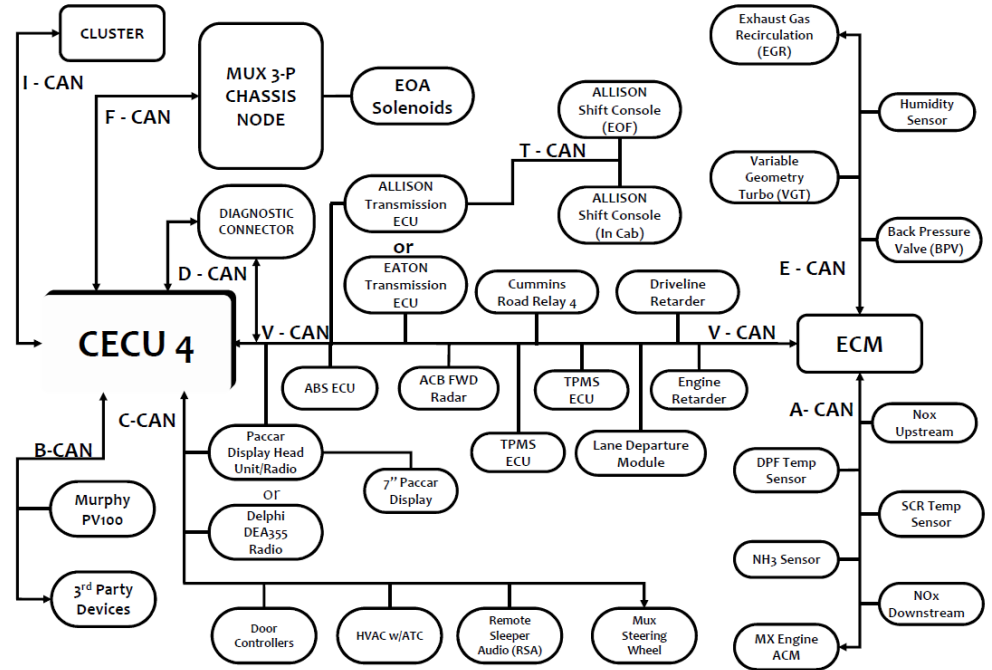 CLUSTER
I - CAN
F - CAN
MUX 3-P
CHASSIS
NODE
EOA
Solenoids
DIAGNOSTIC
CONNECTOR
D - CAN
ALLISON
Shift Console
(EOF)
T - CAN
ALLISON
Transmission
ECU
ALLISON
Shift Console
(In Cab)
or
EATON
Transmission
ECU
Cummins
Road Relay 4
Driveline
Retarder
Exhaust Gas
Recirculation
(EGR)
Humidity
Sensor
Variable
Geometry
Turbo (VGT)
Back Pressure
Valve (BPV)
E - CAN
CECU 4
V - CAN
V - CAN
ECM
ABS ECU
ACB FWD
Radar
TPMS
ECU
Engine
Retarder
TPMS
ECU
Lane Departure
Module
C-CAN
B-CAN
Paccar
Display Head
Unit/Radio
7” Paccar
Display
or
Delphi
DEA355
Radio
Murphy
PV100
3rd Party
Devices
Door
Controllers
HVAC w/ATC
Remote
Sleeper
Audio (RSA)
Mux
Steering
Wheel
A- CAN
Nox
Upstream
DPF Temp
Sensor
SCR Temp
Sensor
NH3 Sensor
NOx
Downstream
MX Engine
ACM